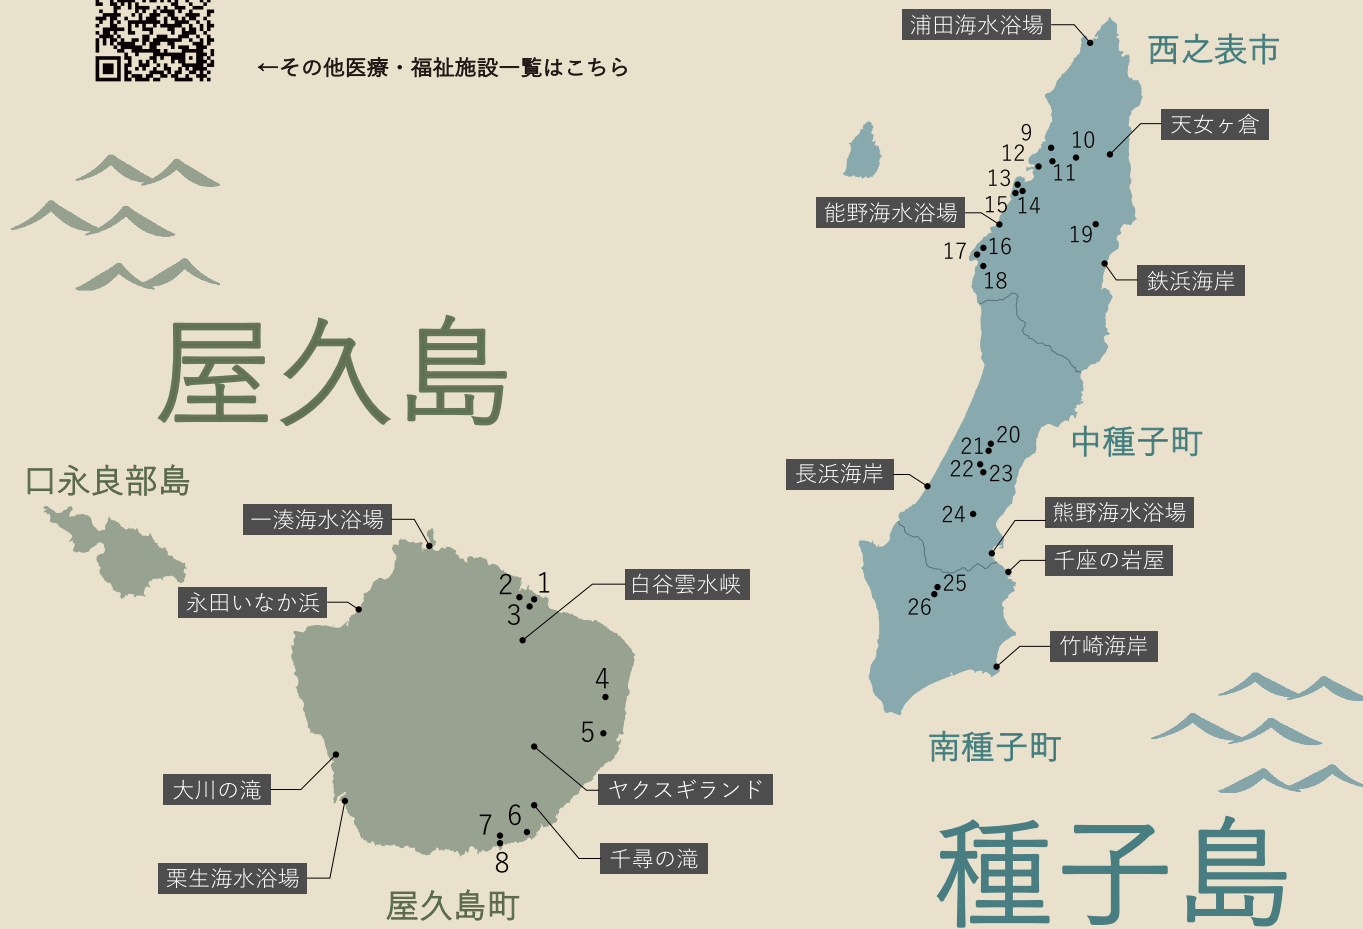 ←その他医療・福祉施設一覧はこちら
屋久島
口永良部島
一湊海水浴場
永田いなか浜
2
1
3
白谷雲水峡
4
5
大川の滝
ヤクスギランド
7
6
8
千尋の滝
栗生海水浴場
屋久島町
浦田海水浴場
西之表市
天女ヶ倉
9
10
12
11
13
15
14
能野海水浴場
19
17
16
18
鉄浜海岸
中種子町
20
21
22
23
長浜海岸
24
熊野海水浴場
千座の岩屋
25
26
竹崎海岸
南種子町
種子島